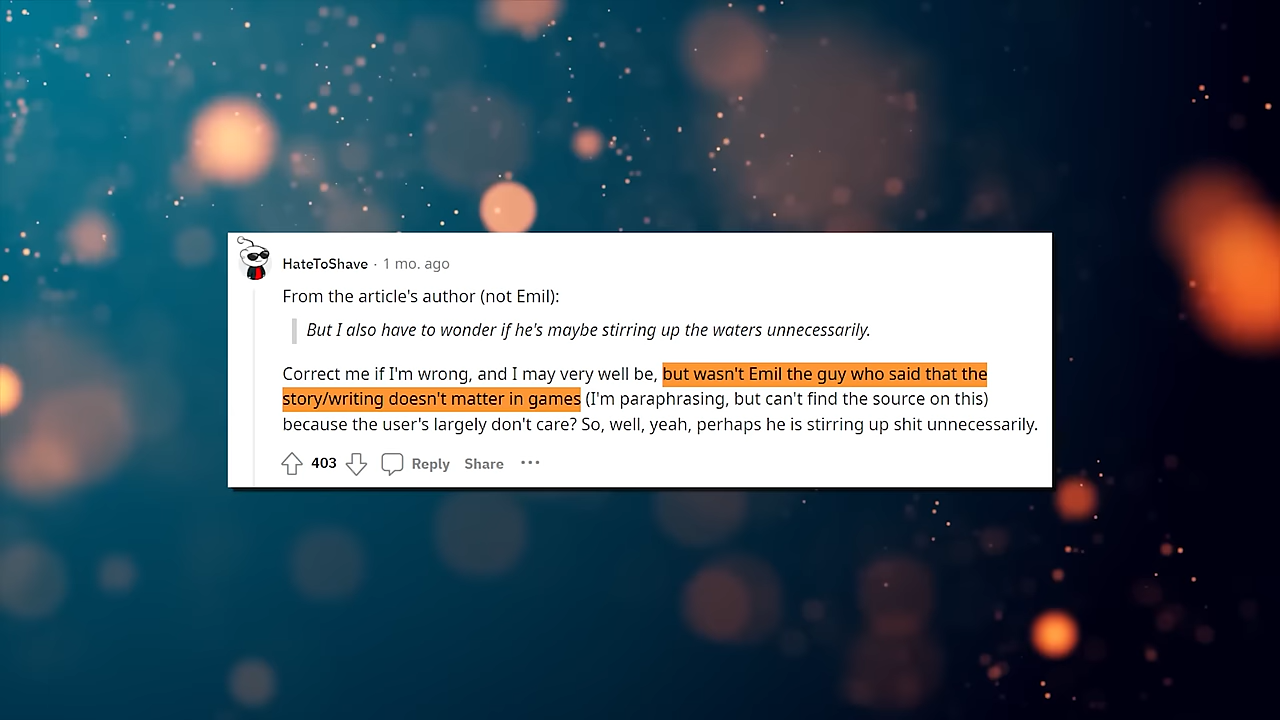 HateToShave · 1 mo. ago
From the article's author (not Emil):
But I also have to wonder if he's maybe stirring up the waters unnecessarily.
Correct me if I'm wrong, and I may very well be, but wasn't Emil the guy who said that the
story/writing doesn't matter in games (I'm paraphrasing, but can't find the source on this)
because the user's largely don't care? So, well, yeah, perhaps he is stirring up shit unnecessarily.
403 Reply Share ···